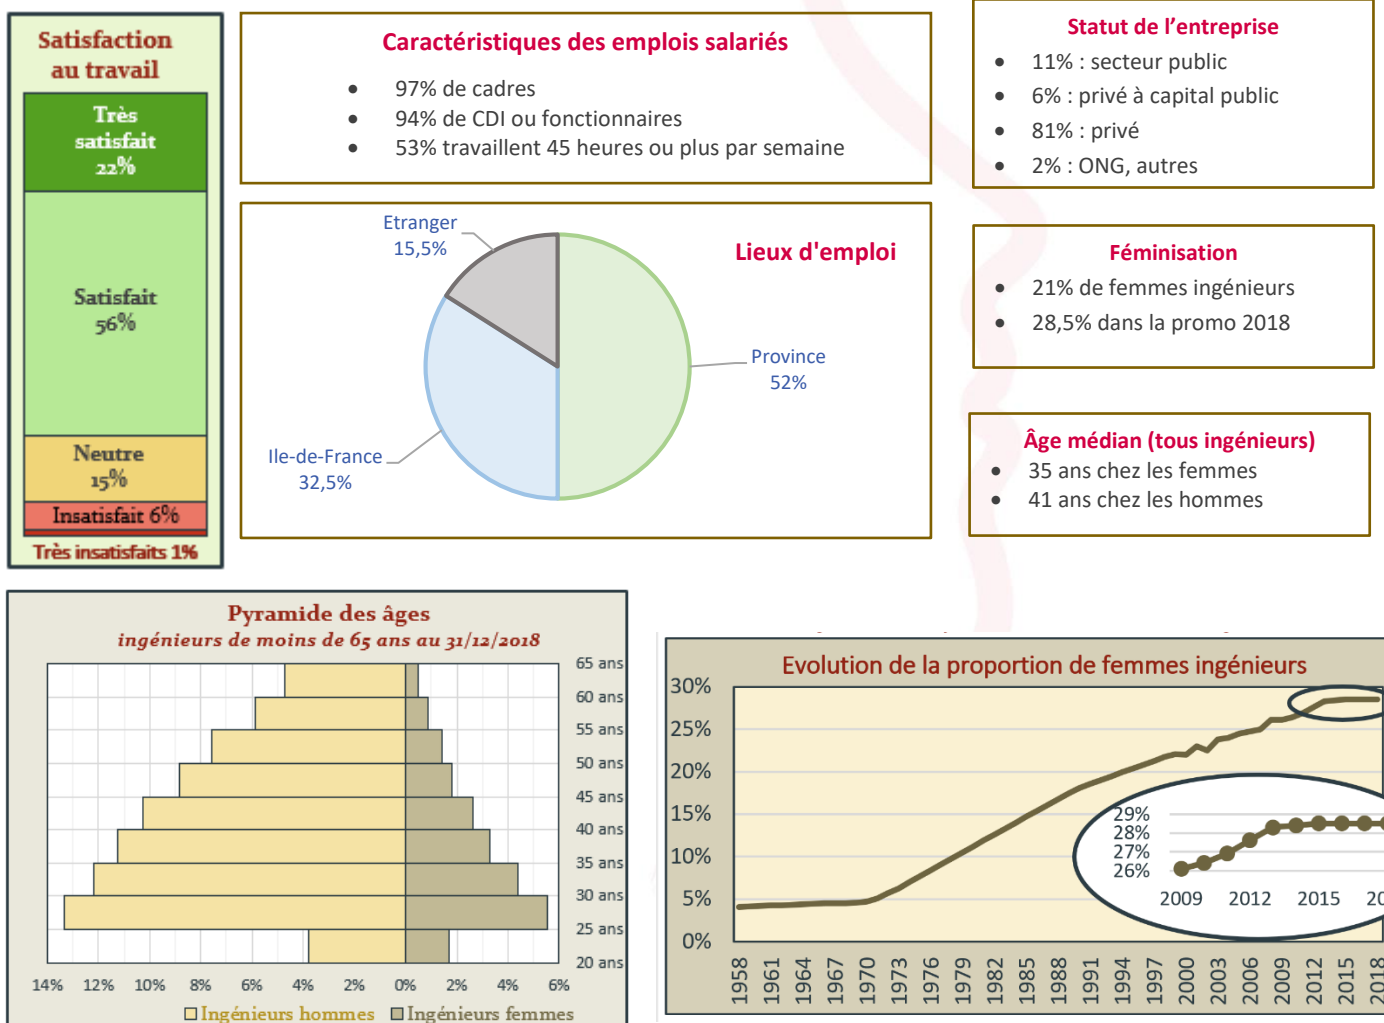 Satisfaction
au travail
Très
satisfait
22%
Satisfait
56%
Neutre
15%
Insatisfait 6%
Très insatisfaits 1%
Caractéristiques des emplois salariés
• 97% de cadres
• 94% de CDI ou fonctionnaires
• 53% travaillent 45 heures ou plus par semaine
Statut de l’entreprise
• 11% : secteur public
• 6% : privé à capital public
• 81% : privé
• 2% : ONG, autres
Lieux d'emploi
Etranger
15,5%
Province
52%
Ile-de-France
32,5%
Féminisation
• 21% de femmes ingénieurs
• 28,5% dans la promo 2018
Âge médian (tous ingénieurs)
• 35 ans chez les femmes
• 41 ans chez les hommes
Pyramide des âges
ingénieurs de moins de 65 ans au 31/12/2018
65 ans
60 ans
55 ans
50 ans
45 ans
40 ans
35 ans
30 ans
25 ans
20 ans
14% 12% 10% 8% 6% 4% 2% 0% 2% 4% 6%
Ingénieurs hommes Ingénieurs femmes
Evolution de la proportion de femmes ingénieurs
30%
25%
20%
15%
10%
5%
0%
29%
28%
27%
26%
2009 2012 2015 20
1958 1961 1964 1967 1970 1973 1976 1979 1982 1985 1988 1991 1994 1997 2000 2003 2006 2009 2012 2015 2018